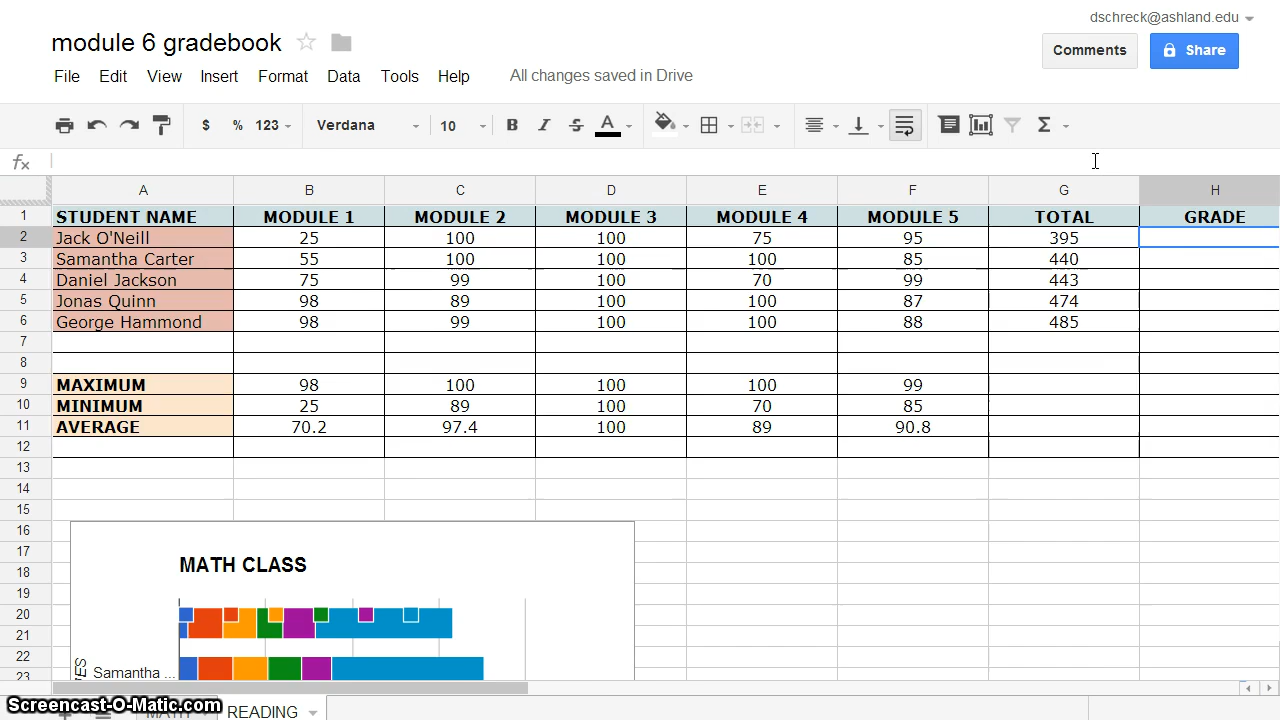 dschreck@ashland.edu
module 6 gradebook
Comments Share
File Edit View Insert Format Data Tools Help All changes saved in Drive
$ % 123 Verdana 10 B I S A Σ
fx
A B C D E F G H
1 STUDENT NAME MODULE 1 MODULE 2 MODULE 3 MODULE 4 MODULE 5 TOTAL GRADE
2 Jack O'Neill 25 100 100 75 95 395
3 Samantha Carter 55 100 100 100 85 440
4 Daniel Jackson 75 99 100 70 99 443
5 Jonas Quinn 98 89 100 100 87 474
6 George Hammond 98 99 100 100 88 485
7
8
9 MAXIMUM 98 100 100 100 99
10 MINIMUM 25 89 100 70 85
11 AVERAGE 70.2 97.4 100 89 90.8
12
13
14
15
16
17
18 MATH CLASS
19
20
21
22 Samantha ...
23
Screencast-O-Matic.com
MATH READING